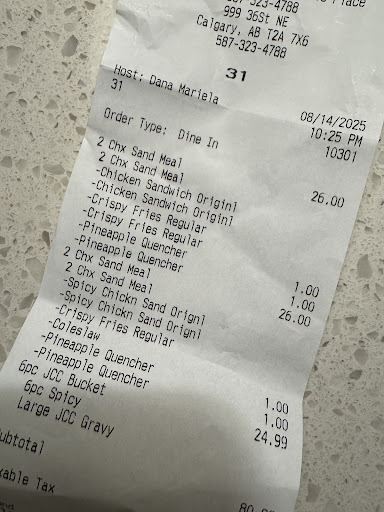 Place
587-323-4788
999 36St NE
Calgary, AB T2A 7X6
587-323-4788
31
Host: Dana Mariela
08/14/2025
31
10:25 PM
10301
Order Type: Dine In
2 Chx Sand Meal 26.00
2 Chx Sand Meal
-Chicken Sandwich Originl
-Chicken Sandwich Originl
-Crispy Fries Regular
-Crispy Fries Regular
-Pineapple Quencher 1.00
-Pineapple Quencher 1.00
2 Chx Sand Meal 26.00
2 Chx Sand Meal
-Spicy Chickn Sand Orignl
-Spicy Chickn Sand Orignl
-Crispy Fries Regular
-Coleslaw
-Pineapple Quencher 1.00
-Pineapple Quencher 1.00
6pc JCC Bucket 24.99
6pc Spicy
Large JCC Gravy
ubtotal
xable Tax